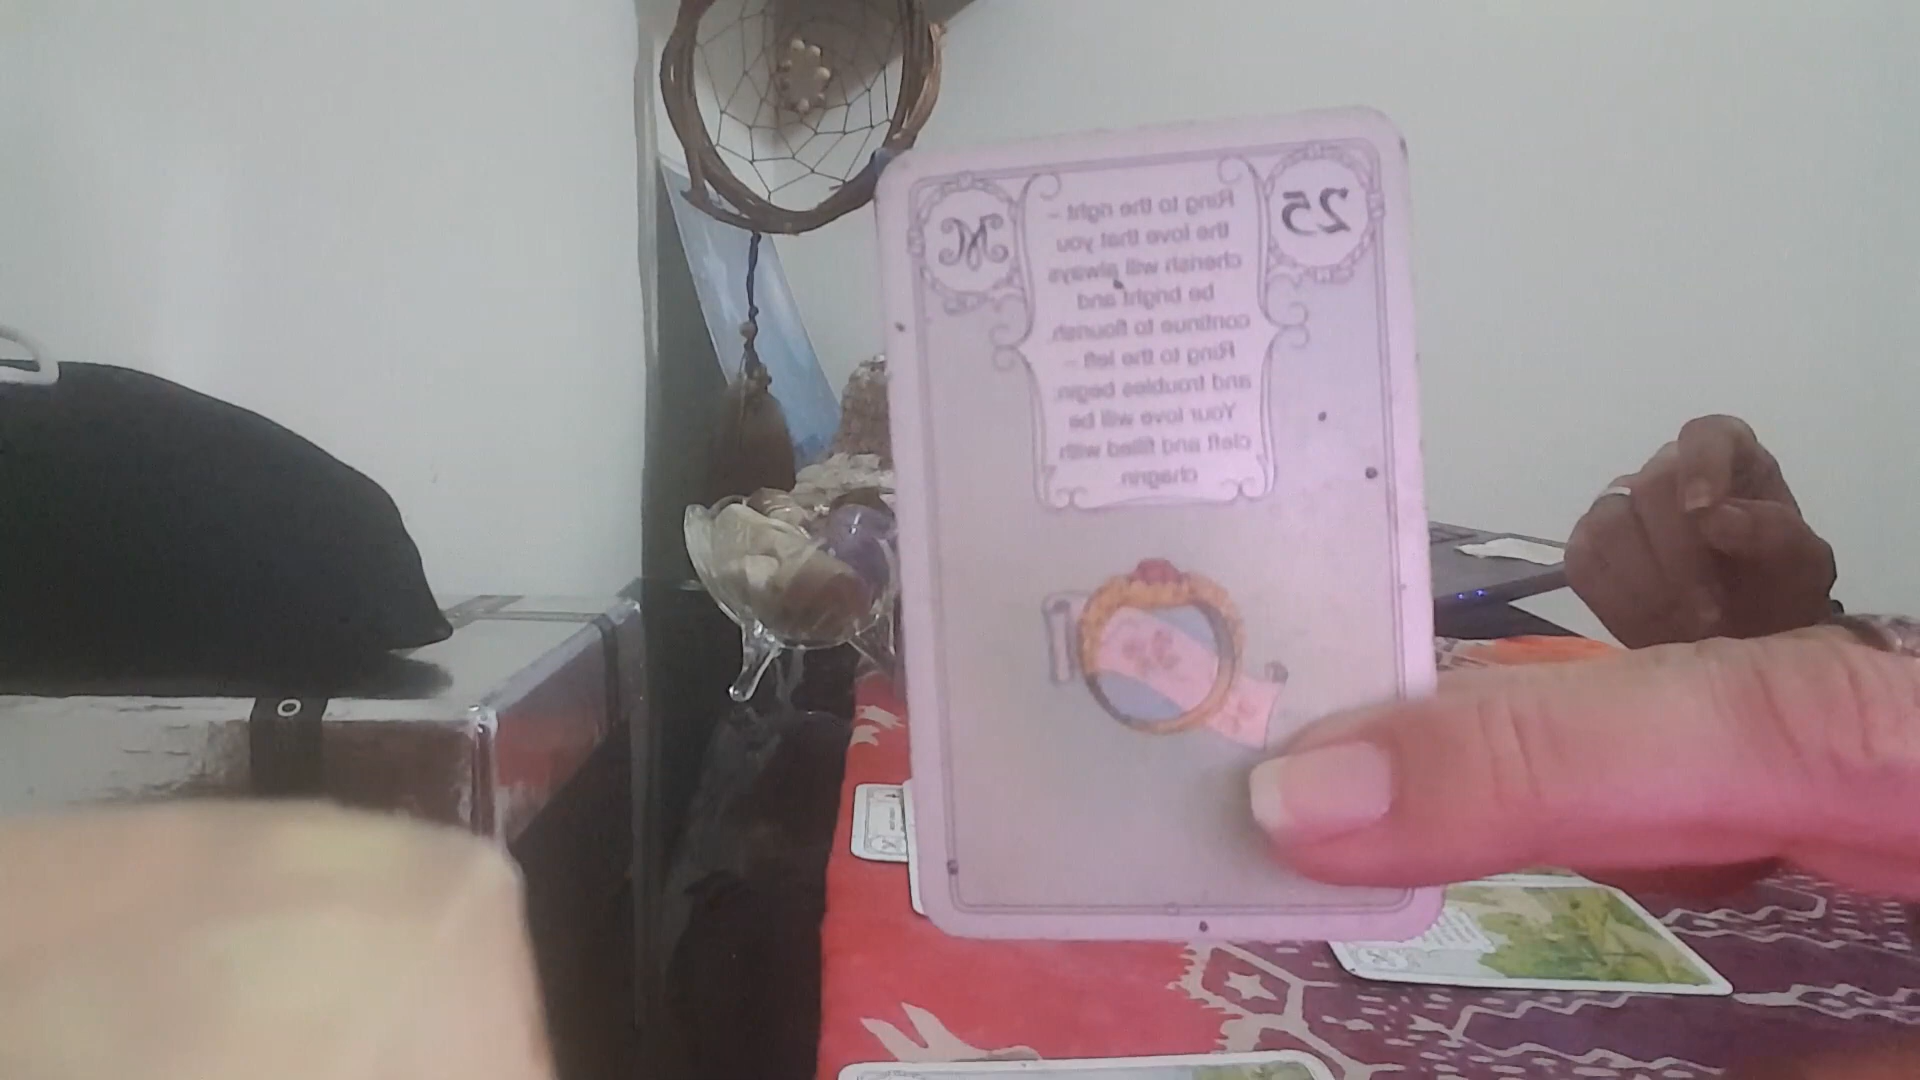 25
Ring to the right –
the love that you
cherish will always
be bright and
continue to flourish.
Ring to the left –
and troubles begin.
Your love will be
cleft and filled with
chagrin.